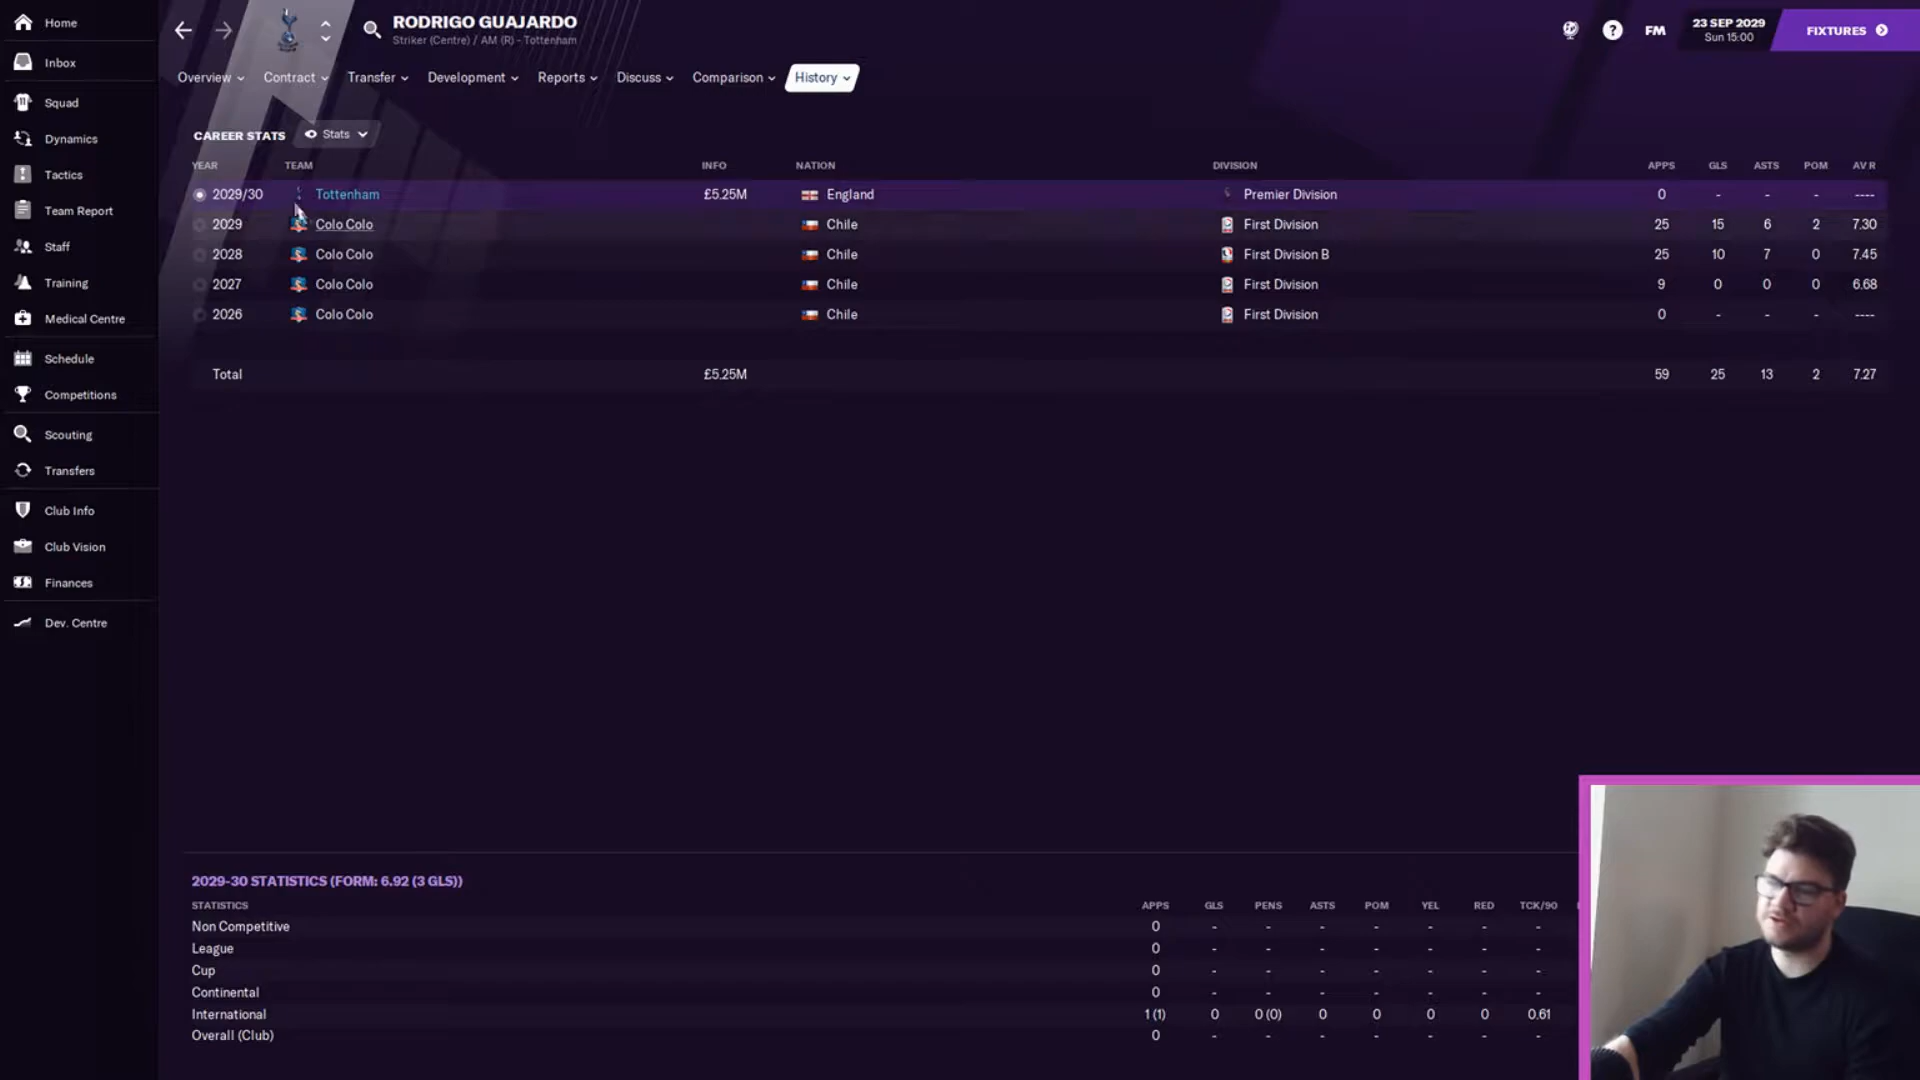 Home
Inbox
Squad
Dynamics
Tactics
Team Report
Staff
Training
Medical Centre
Schedule
Competitions
Scouting
Transfers
Club Info
Club Vision
Finances
Dev. Centre
RODRIGO GUAJARDO
Striker (Centre) / AM (R) - Tottenham
FM
23 SEP 2029
Sun 15:00
FIXTURES
Overview Contract Transfer Development Reports Discuss Comparison History
CAREER STATS Stats
YEAR TEAM INFO NATION DIVISION APPS GLS ASTS POM AV R
2029/30 Tottenham £5.25M England Premier Division 0 - - - ----
2029 Colo Colo Chile First Division 25 15 6 2 7.30
2028 Colo Colo Chile First Division B 25 10 7 0 7.45
2027 Colo Colo Chile First Division 9 0 0 0 6.68
2026 Colo Colo Chile First Division 0 - - - ----
Total £5.25M 59 25 13 2 7.27
2029-30 STATISTICS (FORM: 6.92 (3 GLS))
STATISTICS APPS GLS PENS ASTS POM YEL RED TCK/90
Non Competitive 0 - - - - - - -
League 0 - - - - - - -
Cup 0 - - - - - - -
Continental 0 - - - - - - -
International 1 (1) 0 0 (0) 0 0 0 0 0.61
Overall (Club) 0 - - - - - - -